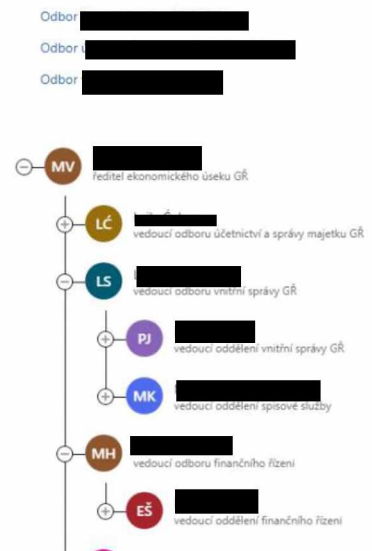 Odbor
Odbor
Odbor
MV
ředitel ekonomického úseku GŘ
LĆ
vedoucí odboru účetnictví a správy majetku GŘ
LS
vedoucí odboru vnitřní správy GŘ
PJ
vedoucí oddělení vnitřní správy GŘ
MK
vedoucí oddělení spisové služby
MH
vedoucí odboru finančního řízení
EŠ
vedoucí oddělení finančního řízení